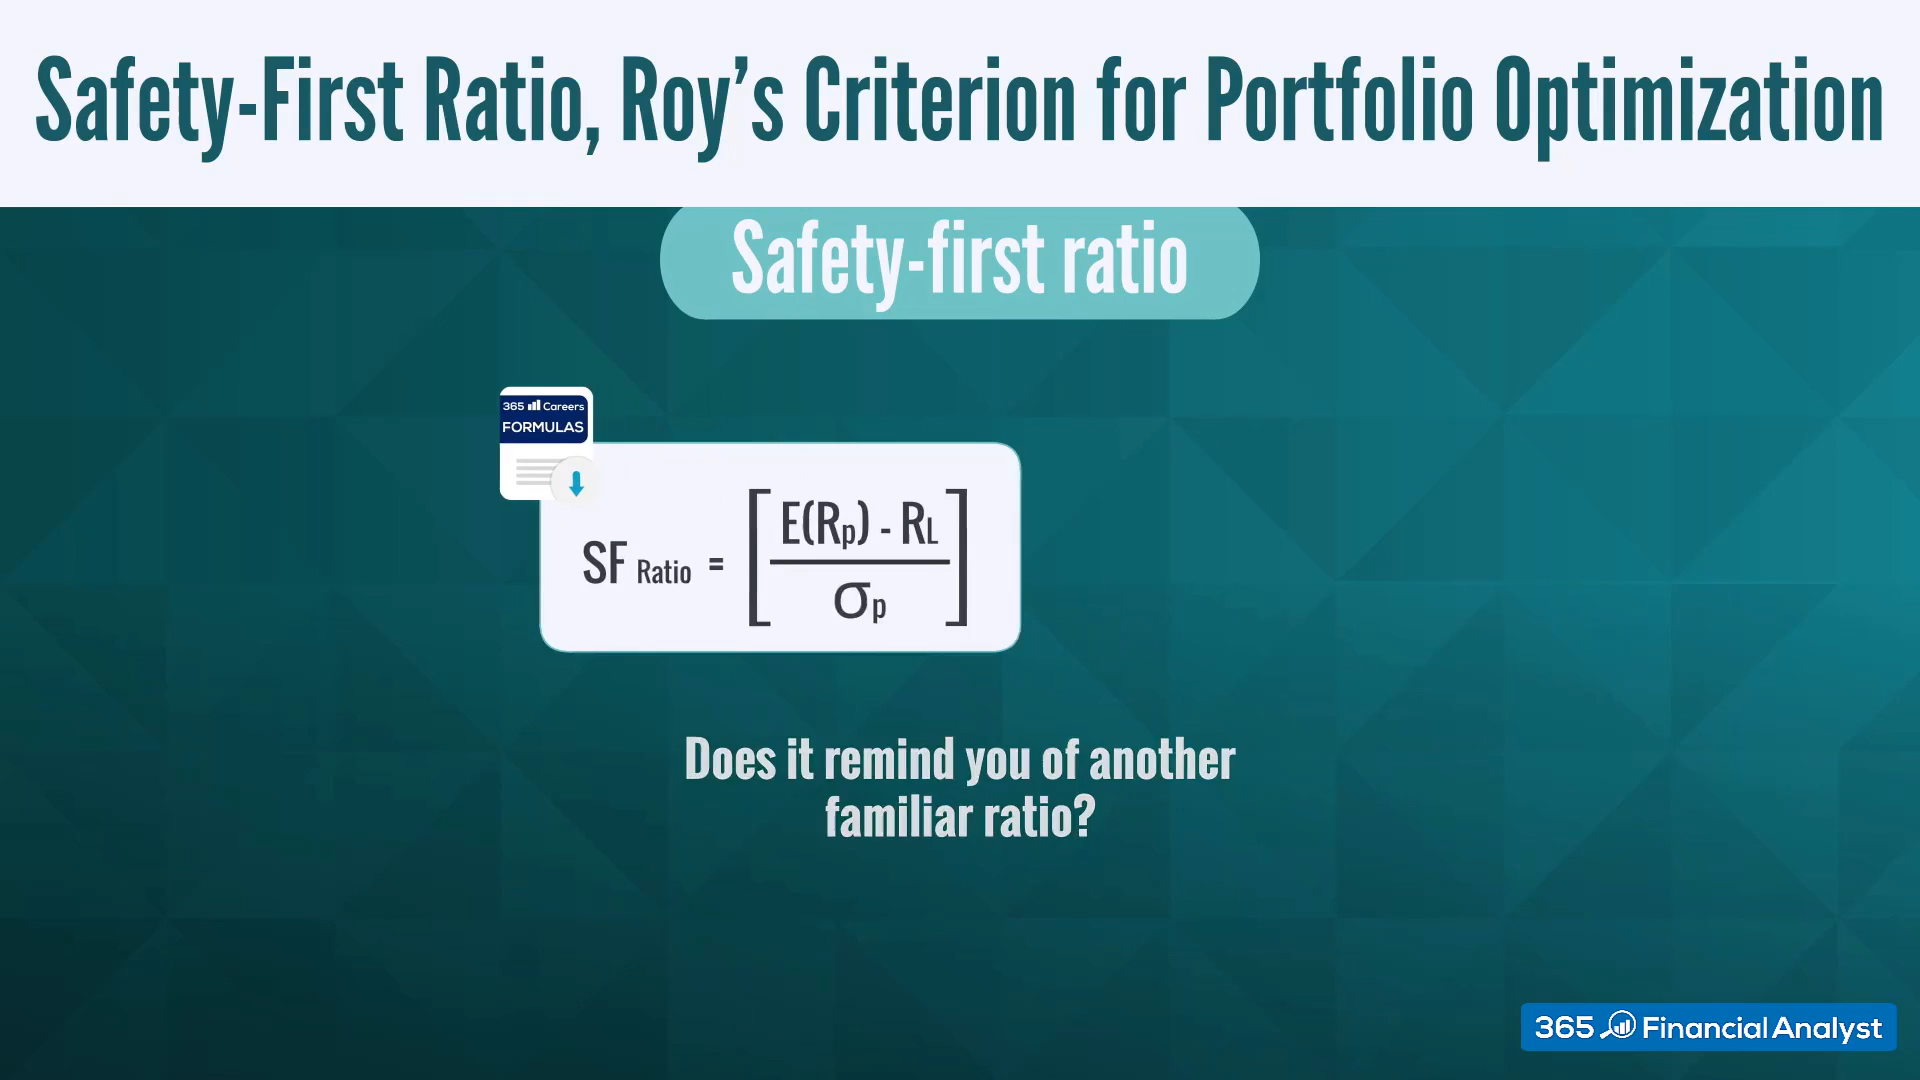 Safety-First Ratio, Roy’s Criterion for Portfolio Optimization
Safety-first ratio
365 Careers
FORMULAS
SF Ratio = [ E(Rp) - RL / σp ]
Does it remind you of another
familiar ratio?
365 Financial Analyst